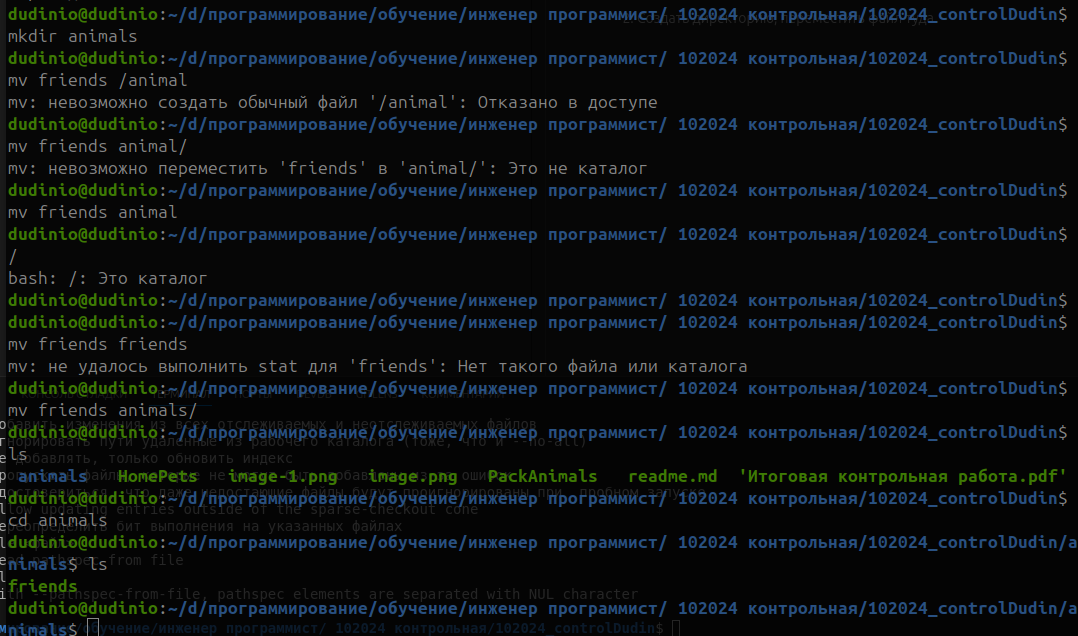 dudinio@dudinio:~/d/программирование/обучение/инженер программист/ 102024 контрольная/102024_controlDudin$
mkdir animals
dudinio@dudinio:~/d/программирование/обучение/инженер программист/ 102024 контрольная/102024_controlDudin$
mv friends /animal
mv: невозможно создать обычный файл '/animal': Отказано в доступе
dudinio@dudinio:~/d/программирование/обучение/инженер программист/ 102024 контрольная/102024_controlDudin$
mv friends animal/
mv: невозможно переместить 'friends' в 'animal/': Это не каталог
dudinio@dudinio:~/d/программирование/обучение/инженер программист/ 102024 контрольная/102024_controlDudin$
mv friends animal
dudinio@dudinio:~/d/программирование/обучение/инженер программист/ 102024 контрольная/102024_controlDudin$
/
bash: /: Это каталог
dudinio@dudinio:~/d/программирование/обучение/инженер программист/ 102024 контрольная/102024_controlDudin$
dudinio@dudinio:~/d/программирование/обучение/инженер программист/ 102024 контрольная/102024_controlDudin$
mv friends friends
mv: не удалось выполнить stat для 'friends': Нет такого файла или каталога
dudinio@dudinio:~/d/программирование/обучение/инженер программист/ 102024 контрольная/102024_controlDudin$
mv friends animals/
dudinio@dudinio:~/d/программирование/обучение/инженер программист/ 102024 контрольная/102024_controlDudin$
ls
animals HomePets image-1.png image.png PackAnimals readme.md 'Итоговая контрольная работа.pdf'
dudinio@dudinio:~/d/программирование/обучение/инженер программист/ 102024 контрольная/102024_controlDudin$
cd animals
dudinio@dudinio:~/d/программирование/обучение/инженер программист/ 102024 контрольная/102024_controlDudin/a
nimals$ ls
friends
dudinio@dudinio:~/d/программирование/обучение/инженер программист/ 102024 контрольная/102024_controlDudin/a
nimals$